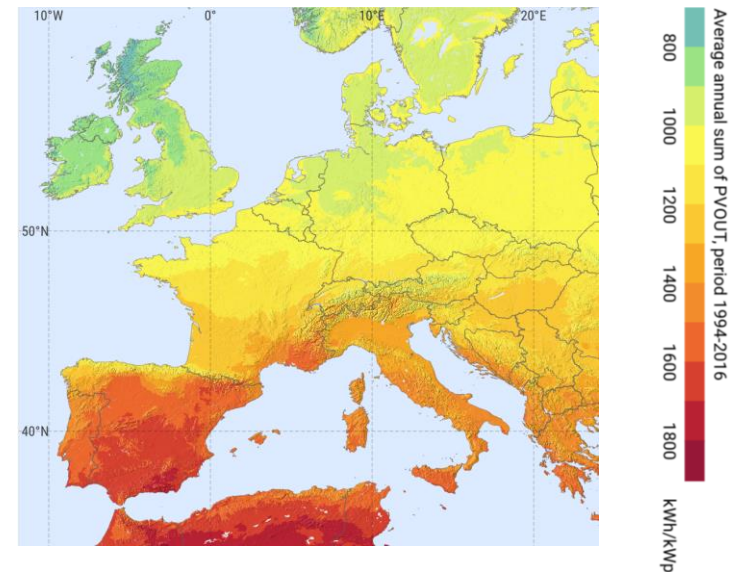 10°W 0° 10°E 20°E
50°N
40°N
Average annual sum of PVOUT, period 1994-2016
800 1000 1200 1400 1600 1800 kWh/kWp